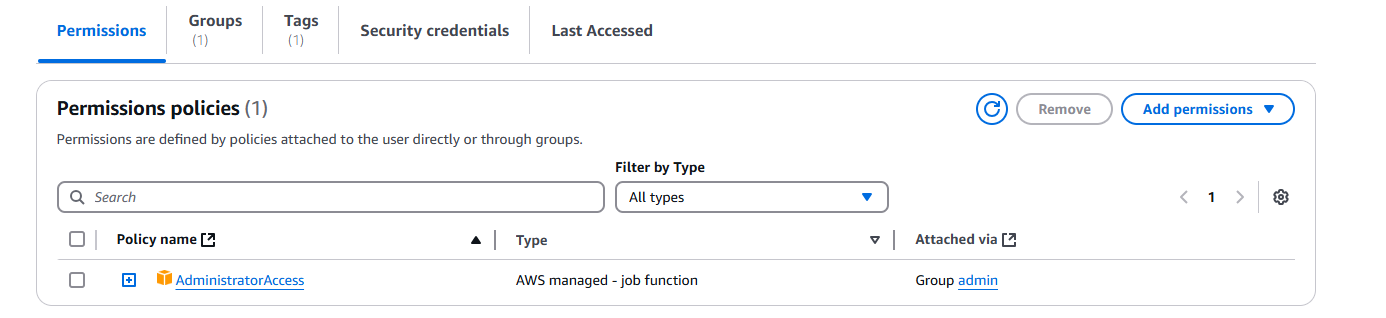 Permissions
Groups
(1)
Tags
(1)
Security credentials
Last Accessed
Permissions policies (1)
Remove
Add permissions
Permissions are defined by policies attached to the user directly or through groups.
Filter by Type
Search
All types
1
Policy name
Type
Attached via
AdministratorAccess
AWS managed - job function
Group admin